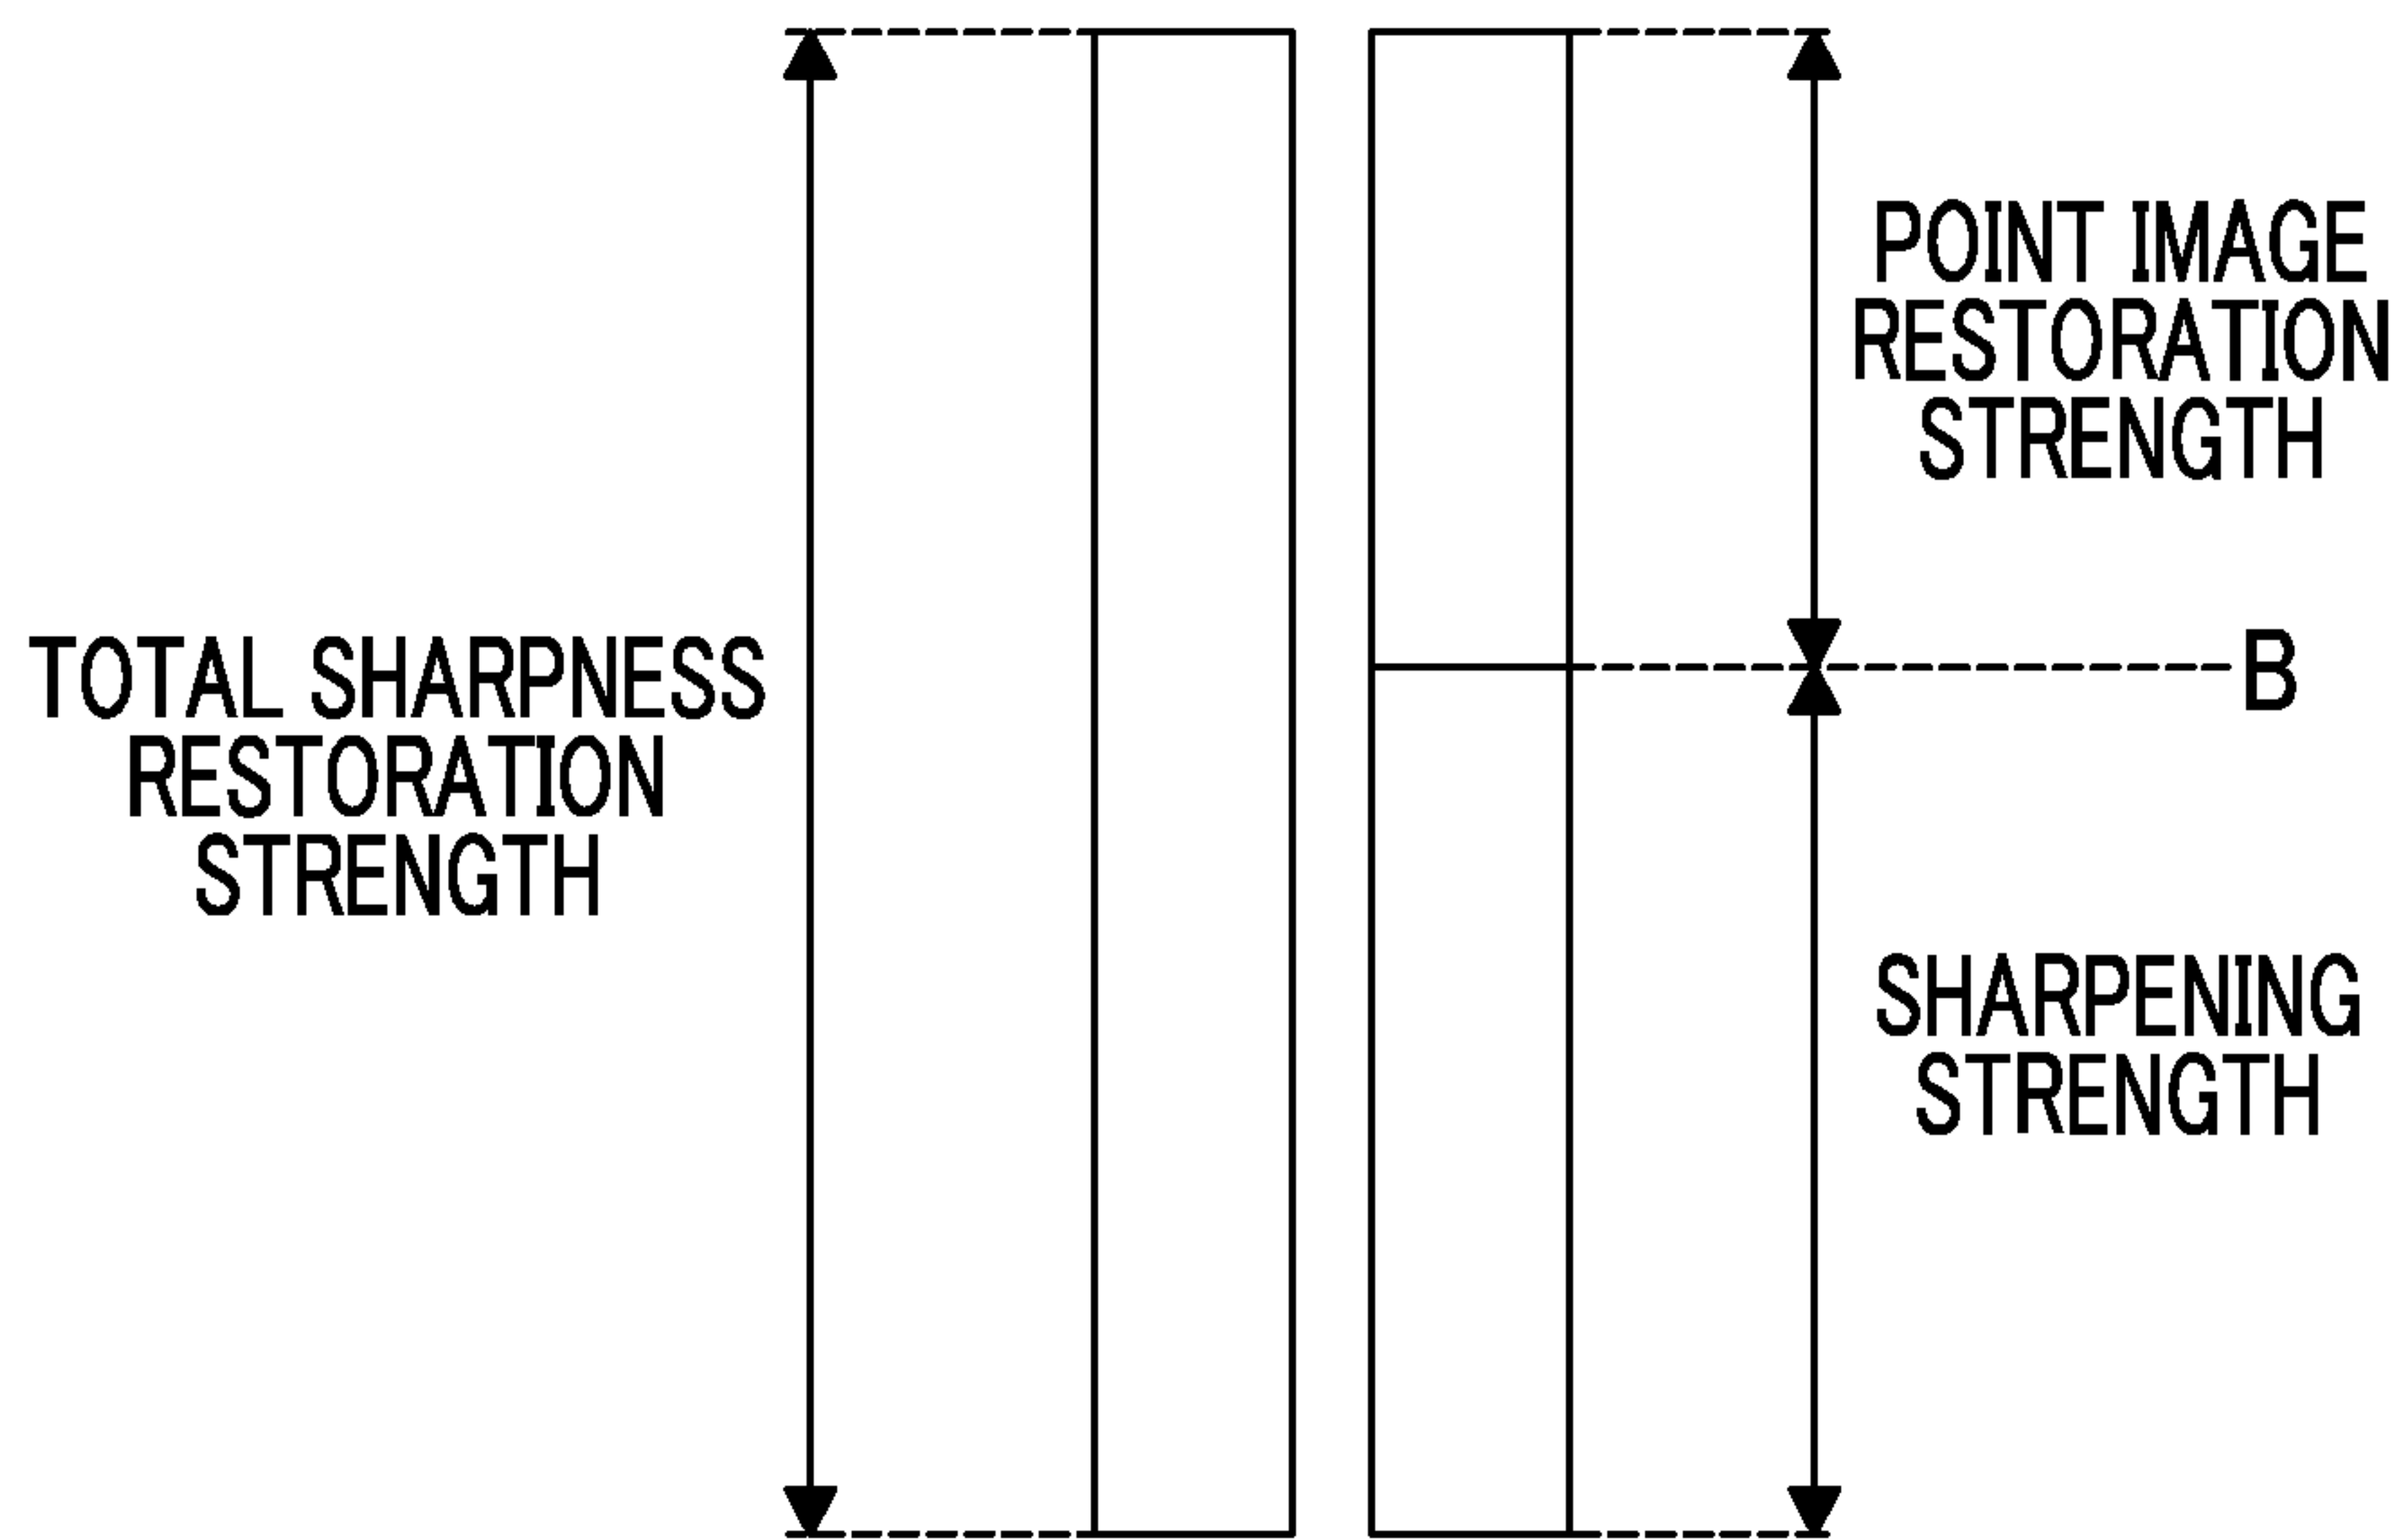 TOTAL SHARPNESS
RESTORATION
STRENGTH
POINT IMAGE
RESTORATION
STRENGTH
B
SHARPENING
STRENGTH